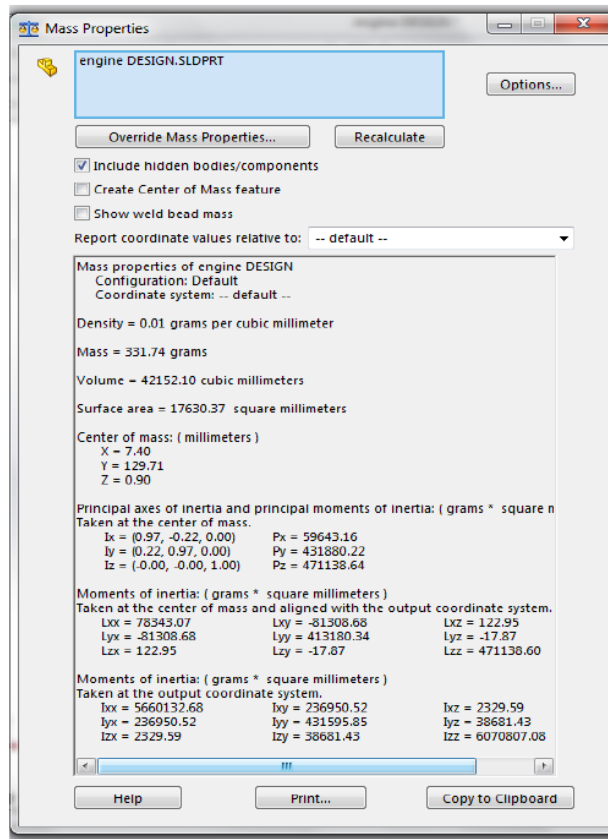 Mass Properties
engine DESIGN.SLDPRT
Options...
Override Mass Properties...
Recalculate
Include hidden bodies/components
Create Center of Mass feature
Show weld bead mass
Report coordinate values relative to: -- default --
Mass properties of engine DESIGN
Configuration: Default
Coordinate system: -- default --
Density = 0.01 grams per cubic millimeter
Mass = 331.74 grams
Volume = 42152.10 cubic millimeters
Surface area = 17630.37 square millimeters
Center of mass: ( millimeters )
X = 7.40
Y = 129.71
Z = 0.90
Principal axes of inertia and principal moments of inertia: ( grams * square m
Taken at the center of mass.
Ix = (0.97, -0.22, 0.00) Px = 59643.16
Iy = (0.22, 0.97, 0.00) Py = 431880.22
Iz = (-0.00, -0.00, 1.00) Pz = 471138.64
Moments of inertia: ( grams * square millimeters )
Taken at the center of mass and aligned with the output coordinate system.
Lxx = 78343.07 Lxy = -81308.68 Lxz = 122.95
Lyx = -81308.68 Lyy = 413180.34 Lyz = -17.87
Lzx = 122.95 Lzy = -17.87 Lzz = 471138.60
Moments of inertia: ( grams * square millimeters )
Taken at the output coordinate system.
Ixx = 5660132.68 Ixy = 236950.52 Ixz = 2329.59
Iyx = 236950.52 Iyy = 431595.85 Iyz = 38681.43
Izx = 2329.59 Izy = 38681.43 Izz = 6070807.08
Help
Print...
Copy to Clipboard